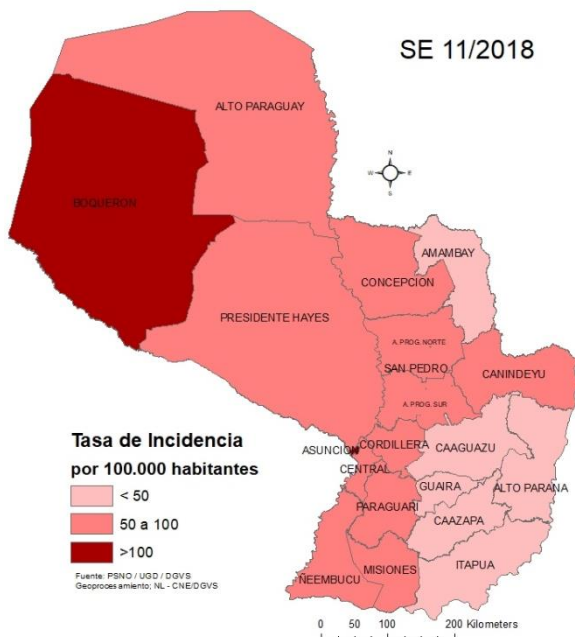 SE 11/2018
ALTO PARAGUAY
N
W E
S
BOQUERON
AMAMBAY
CONCEPCION
PRESIDENTE HAYES
A. PROG. NORTE
SAN PEDRO
CANINDEYU
A. PROG. SUR
ASUNCION
CORDILLERA
CAAGUAZU
CENTRAL
GUAIRA
ALTO PARANA
PARAGUARI
CAAZAPA
ÑEEMBUCU
MISIONES
ITAPUA
Tasa de Incidencia
por 100.000 habitantes
< 50
50 a 100
>100
Fuente: PSNO / UGD / DGVS
Geoprocesamiento; NL - CNE/DGVS
0 50 100 200 Kilometers